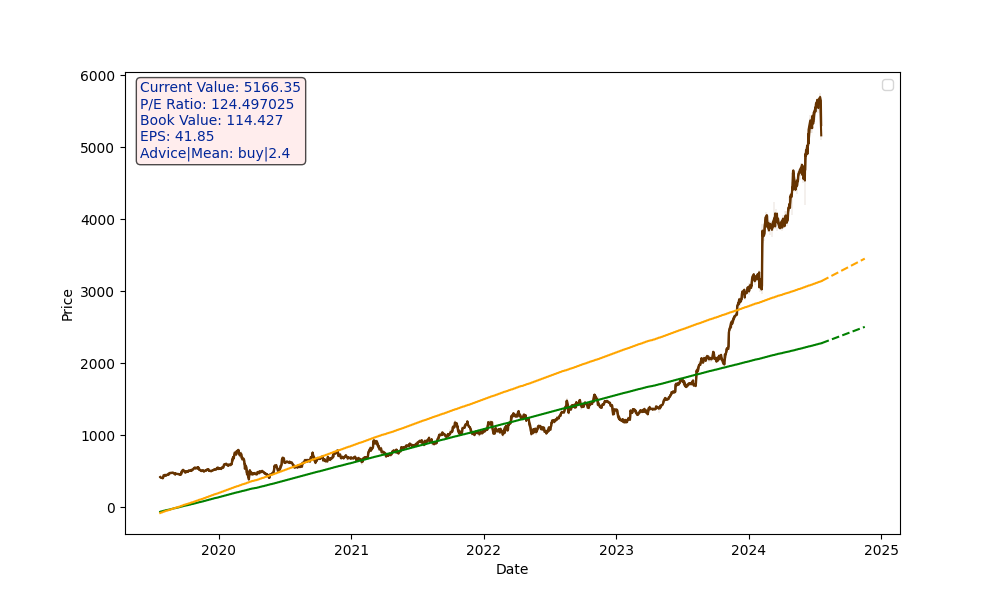 Current Value: 5166.35
P/E Ratio: 124.497025
Book Value: 114.427
EPS: 41.85
Advice|Mean: buy|2.4
6000
5000
4000
3000
2000
1000
0
Price
2020
2021
2022
2023
2024
2025
Date